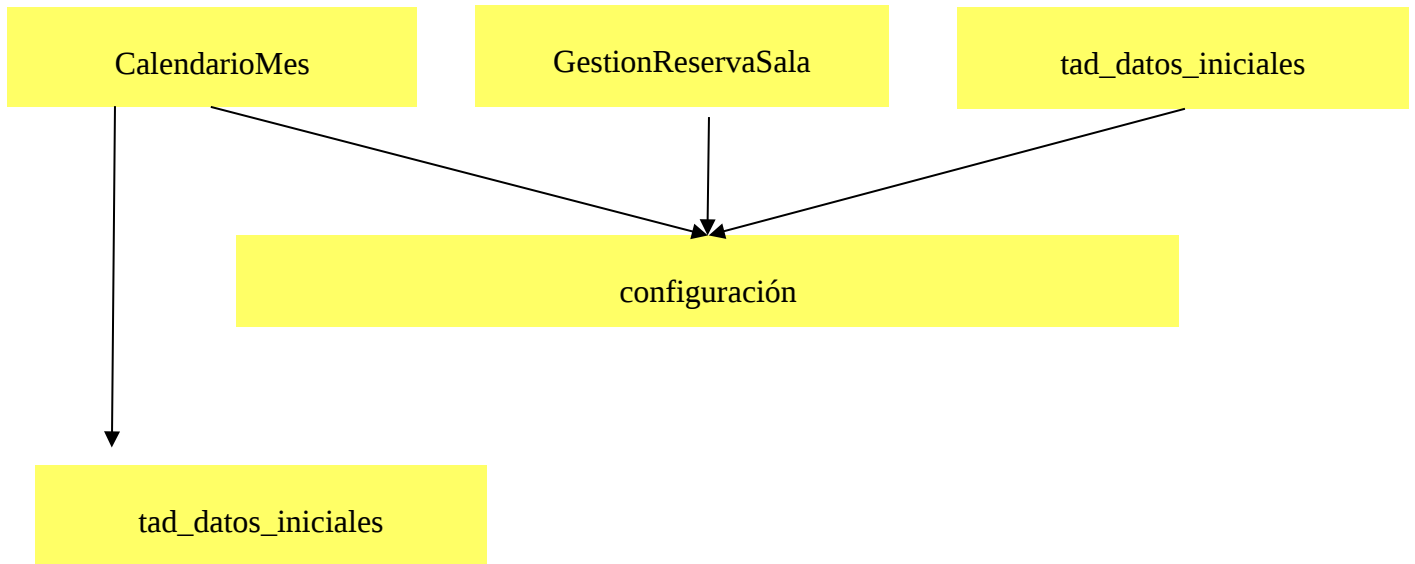 CalendarioMes
GestionReservaSala
tad_datos_iniciales
configuración
tad_datos_iniciales